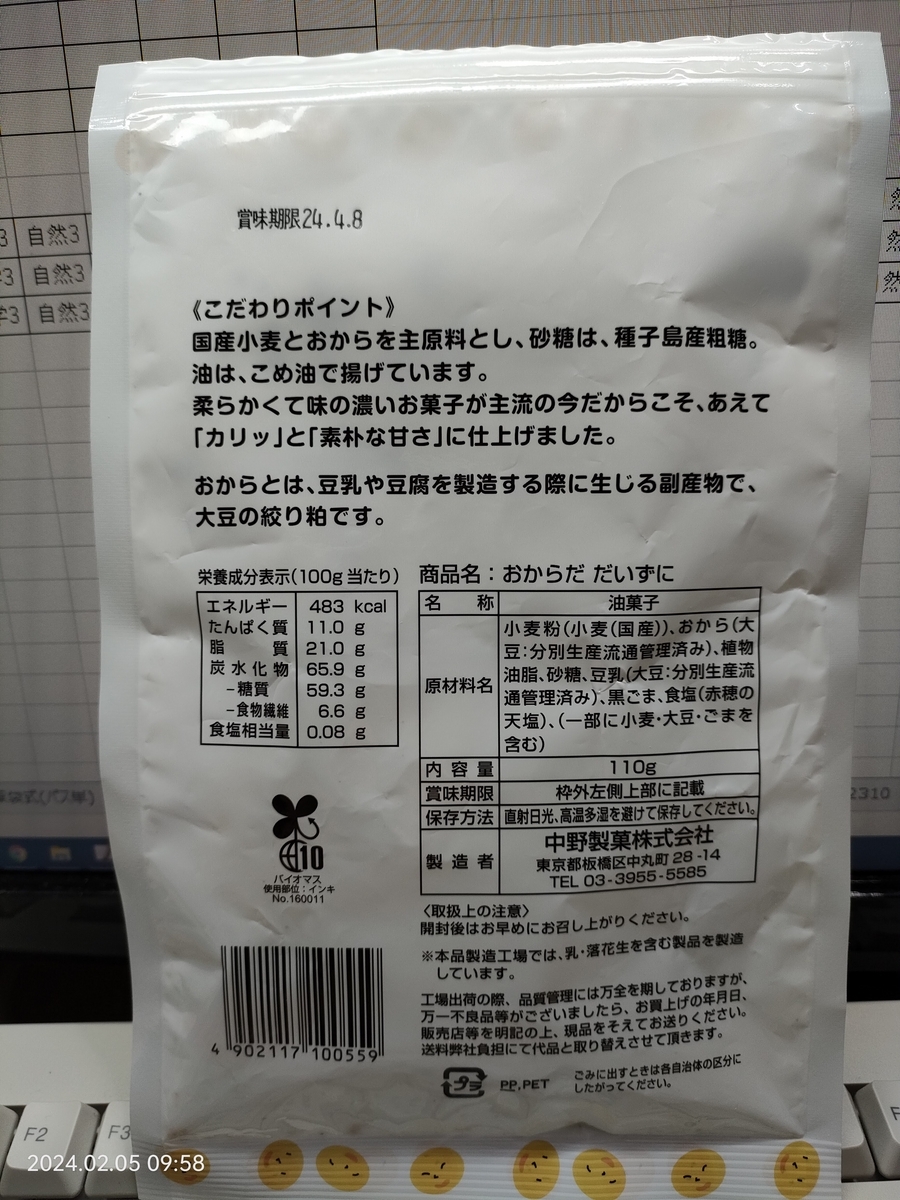 賞味期限24.4.8
自然3
自然3
自然3
《こだわりポイント》
国産小麦とおからを主原料とし、砂糖は、種子島産粗糖。
油は、こめ油で揚げています。
柔らかくて味の濃いお菓子が主流の今だからこそ、あえて
「カリッ」と「素朴な甘さ」に仕上げました。
おからとは、豆乳や豆腐を製造する際に生じる副産物で、
大豆の絞り粕です。
栄養成分表示(100g当たり)
エネルギー 483 kcal
たんぱく質 11.0 g
脂質 21.0 g
炭水化物 65.9 g
−糖質 59.3 g
−食物繊維 6.6 g
食塩相当量 0.08 g
商品名：おからだ だいずに
名称 油菓子
原材料名 小麦粉(小麦(国産))、おから(大
豆:分別生産流通管理済み)、植物
油脂、砂糖、豆乳(大豆:分別生産流
通管理済み)、黒ごま、食塩(赤穂の
天塩)、(一部に小麦・大豆・ごまを
含む)
内容量 110g
賞味期限 枠外左側上部に記載
保存方法 直射日光、高温多湿を避けて保存してください。
製造者 中野製菓株式会社
東京都板橋区中丸町28-14
TEL 03-3955-5585
10
バイオマス
使用部位：インキ
No.160011
〈取扱上の注意〉
開封後はお早めにお召し上がりください。
※本品製造工場では、乳・落花生を含む製品を製造
しています。
工場出荷の際、品質管理には万全を期しておりますが、
万一不良品等がございましたら、お買上げの年月日、
販売店等を明記の上、現品をそえてお送りください。
送料弊社負担にて代品と取り替えさせて頂きます。
4 902117 100559
プラ PP,PET
ごみに出すときは各自治体の区分に
したがってください。
2310
F2
F3
2024.02.05 09:58